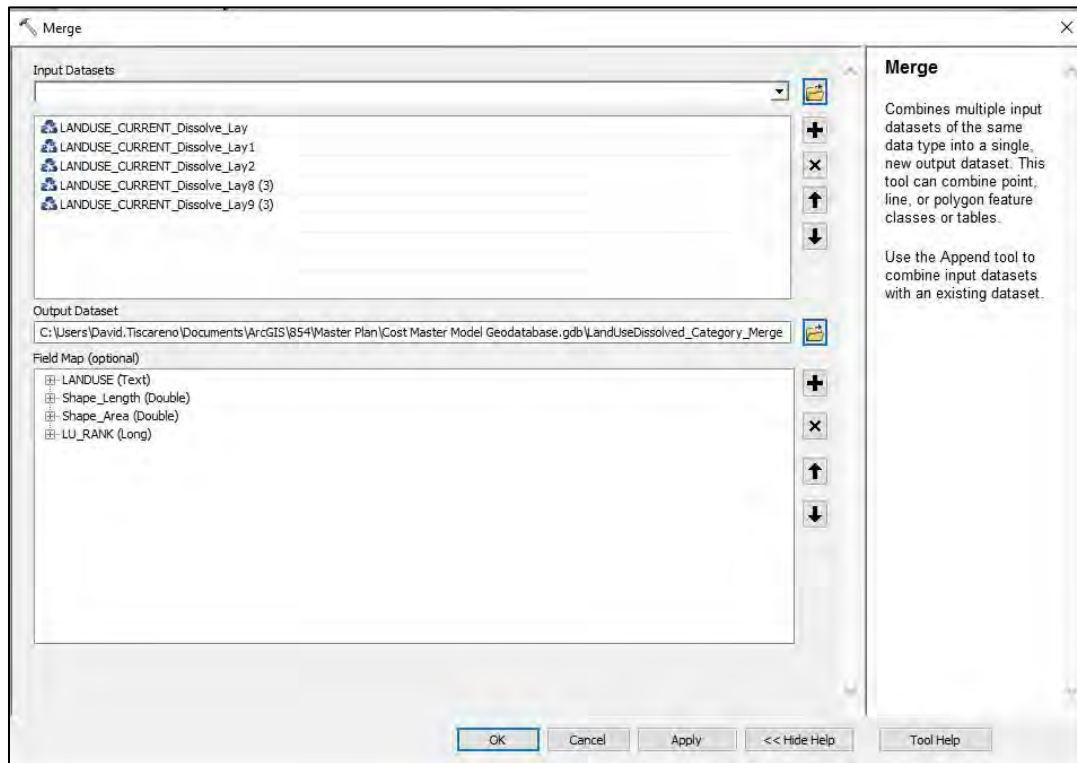 Merge
Input Datasets
LANDUSE_CURRENT_Dissolve_Lay
LANDUSE_CURRENT_Dissolve_Lay1
LANDUSE_CURRENT_Dissolve_Lay2
LANDUSE_CURRENT_Dissolve_Lay8 (3)
LANDUSE_CURRENT_Dissolve_Lay9 (3)
Output Dataset
C:\Users\David.Tiscareno\Documents\ArcGIS\854\Master Plan\Cost Master Model Geodatabase.gdb\LandUseDissolved_Category_Merge
Field Map (optional)
LANDUSE (Text)
Shape_Length (Double)
Shape_Area (Double)
LU_RANK (Long)
OK
Cancel
Apply
<< Hide Help
Merge
Combines multiple input
datasets of the same
data type into a single,
new output dataset. This
tool can combine point,
line, or polygon feature
classes or tables.
Use the Append tool to
combine input datasets
with an existing dataset.
Tool Help